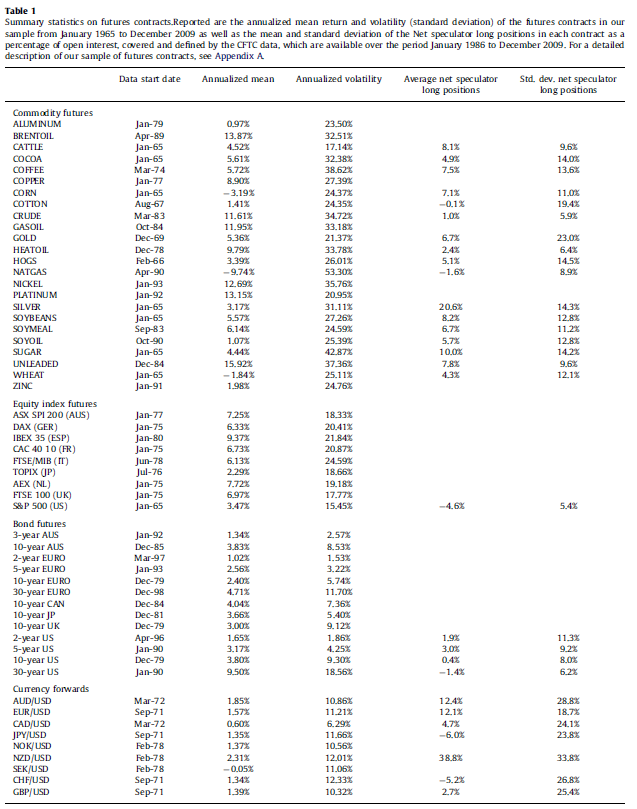 Table 1
Summary statistics on futures contracts.Reported are the annualized mean return and volatility (standard deviation) of the futures contracts in our
sample from January 1965 to December 2009 as well as the mean and standard deviation of the Net speculator long positions in each contract as a
percentage of open interest, covered and defined by the CFTC data, which are available over the period January 1986 to December 2009. For a detailed
description of our sample of futures contracts, see Appendix A.
Data start date Annualized mean Annualized volatility Average net speculator Std. dev. net speculator
long positions long positions
Commodity futures
ALUMINUM Jan-79 0.97% 23.50%
BRENTOIL Apr-89 13.87% 32.51%
CATTLE Jan-65 4.52% 17.14% 8.1% 9.6%
COCOA Jan-65 5.61% 32.38% 4.9% 14.0%
COFFEE Mar-74 5.72% 38.62% 7.5% 13.6%
COPPER Jan-77 8.90% 27.39%
CORN Jan-65 −3.19% 24.37% 7.1% 11.0%
COTTON Aug-67 1.41% 24.35% −0.1% 19.4%
CRUDE Mar-83 11.61% 34.72% 1.0% 5.9%
GASOIL Oct-84 11.95% 33.18%
GOLD Dec-69 5.36% 21.37% 6.7% 23.0%
HEATOIL Dec-78 9.79% 33.78% 2.4% 6.4%
HOGS Feb-66 3.39% 26.01% 5.1% 14.5%
NATGAS Apr-90 −9.74% 53.30% −1.6% 8.9%
NICKEL Jan-93 12.69% 35.76%
PLATINUM Jan-92 13.15% 20.95%
SILVER Jan-65 3.17% 31.11% 20.6% 14.3%
SOYBEANS Jan-65 5.57% 27.26% 8.2% 12.8%
SOYMEAL Sep-83 6.14% 24.59% 6.7% 11.2%
SOYOIL Oct-90 1.07% 25.39% 5.7% 12.8%
SUGAR Jan-65 4.44% 42.87% 10.0% 14.2%
UNLEADED Dec-84 15.92% 37.36% 7.8% 9.6%
WHEAT Jan-65 −1.84% 25.11% 4.3% 12.1%
ZINC Jan-91 1.98% 24.76%
Equity index futures
ASX SPI 200 (AUS) Jan-77 7.25% 18.33%
DAX (GER) Jan-75 6.33% 20.41%
IBEX 35 (ESP) Jan-80 9.37% 21.84%
CAC 40 10 (FR) Jan-75 6.73% 20.87%
FTSE/MIB (IT) Jun-78 6.13% 24.59%
TOPIX (JP) Jul-76 2.29% 18.66%
AEX (NL) Jan-75 7.72% 19.18%
FTSE 100 (UK) Jan-75 6.97% 17.77%
S&P 500 (US) Jan-65 3.47% 15.45% −4.6% 5.4%
Bond futures
3-year AUS Jan-92 1.34% 2.57%
10-year AUS Dec-85 3.83% 8.53%
2-year EURO Mar-97 1.02% 1.53%
5-year EURO Jan-93 2.56% 3.22%
10-year EURO Dec-79 2.40% 5.74%
30-year EURO Dec-98 4.71% 11.70%
10-year CAN Dec-84 4.04% 7.36%
10-year JP Dec-81 3.66% 5.40%
10-year UK Dec-79 3.00% 9.12%
2-year US Apr-96 1.65% 1.86% 1.9% 11.3%
5-year US Jan-90 3.17% 4.25% 3.0% 9.2%
10-year US Dec-79 3.80% 9.30% 0.4% 8.0%
30-year US Jan-90 9.50% 18.56% −1.4% 6.2%
Currency forwards
AUD/USD Mar-72 1.85% 10.86% 12.4% 28.8%
EUR/USD Sep-71 1.57% 11.21% 12.1% 18.7%
CAD/USD Mar-72 0.60% 6.29% 4.7% 24.1%
JPY/USD Sep-71 1.35% 11.66% −6.0% 23.8%
NOK/USD Feb-78 1.37% 10.56%
NZD/USD Feb-78 2.31% 12.01% 38.8% 33.8%
SEK/USD Feb-78 −0.05% 11.06%
CHF/USD Sep-71 1.34% 12.33% −5.2% 26.8%
GBP/USD Sep-71 1.39% 10.32% 2.7% 25.4%